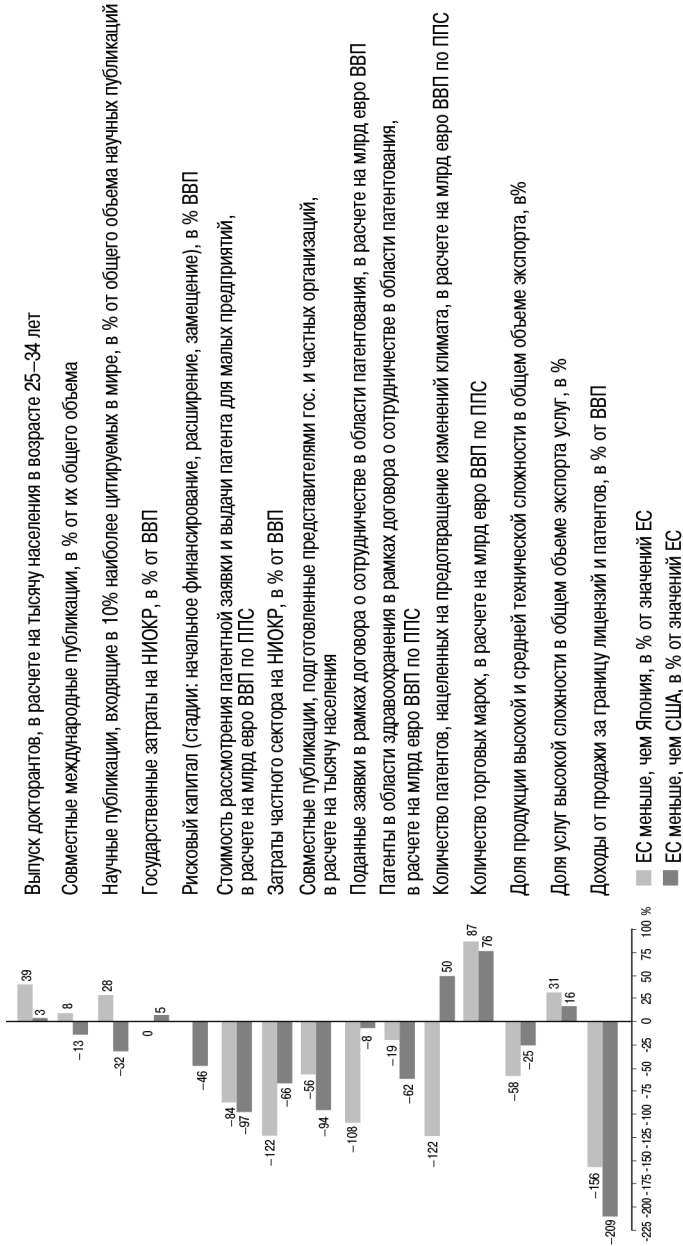 Выпуск докторантов, в расчете на тысячу населения в возрасте 25–34 лет
39
3
Совместные международные публикации, в % от их общего объема
8
–13
Научные публикации, входящие в 10% наиболее цитируемых в мире, в % от общего объема научных публикаций
28
–32
Государственные затраты на НИОКР, в % от ВВП
0
5
Рисковый капитал (стадии: начальное финансирование, расширение, замещение), в % ВВП
–46
Стоимость рассмотрения патентной заявки и выдачи патента для малых предприятий,
в расчете на млрд евро ВВП по ППС
–84
–97
Затраты частного сектора на НИОКР, в % от ВВП
–122
–66
Совместные публикации, подготовленные представителями гос. и частных организаций,
в расчете на тысячу населения
–56
–94
Поданные заявки в рамках договора о сотрудничестве в области патентования, в расчете на млрд евро ВВП
–108
–8
Патенты в области здравоохранения в рамках договора о сотрудничестве в области патентования,
в расчете на млрд евро ВВП по ППС
–19
–62
Количество патентов, нацеленных на предотвращение изменений климата, в расчете на млрд евро ВВП по ППС
–122
50
Количество торговых марок, в расчете на млрд евро ВВП по ППС
87
76
Доля продукции высокой и средней технической сложности в общем объеме экспорта, в%
–58
–25
Доля услуг высокой сложности в общем объеме экспорта услуг, в %
31
16
Доходы от продажи за границу лицензий и патентов, в % от ВВП
–156
–209
-225 -200 -175 -150 -125 -100 -75 -50 -25 0 25 50 75 100 %
ЕС меньше, чем Япония, в % от значений ЕС
ЕС меньше, чем США, в % от значений ЕС